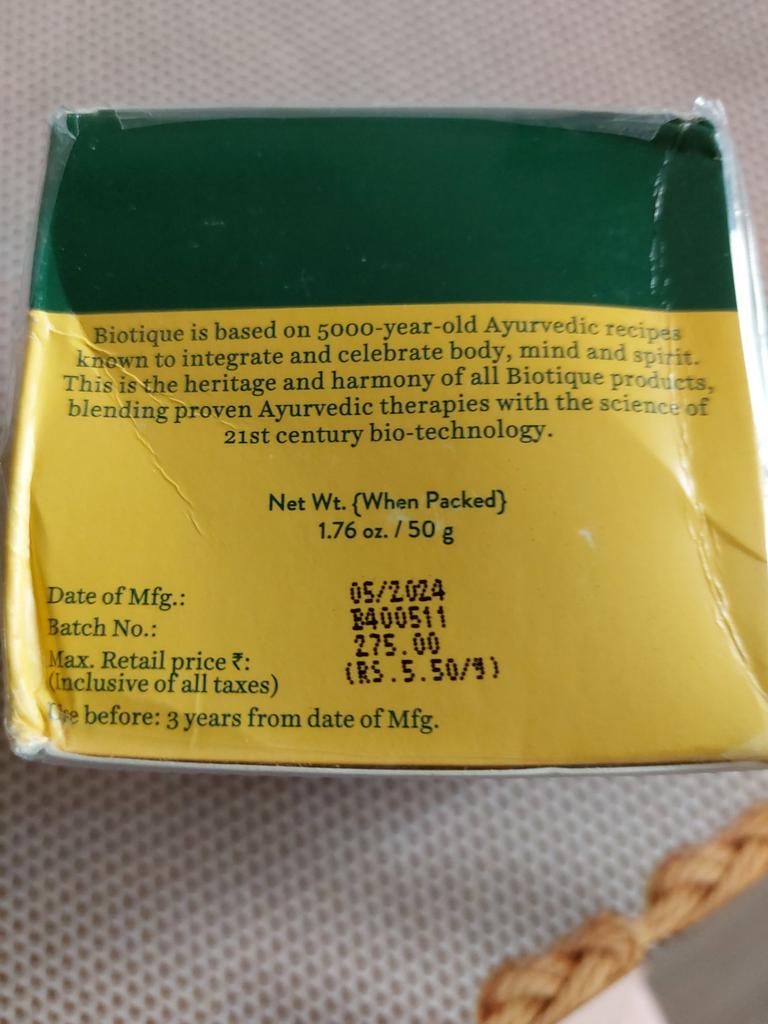 Biotique is based on 5000-year-old Ayurvedic recipes
known to integrate and celebrate body, mind and spirit.
This is the heritage and harmony of all Biotique products,
blending proven Ayurvedic therapies with the science of
21st century bio-technology.
Net Wt. {When Packed}
1.76 oz. / 50 g
Date of Mfg.: 05/2024
Batch No.: B400511
Max. Retail price ₹: 275.00
(Inclusive of all taxes) (RS.5.50/g)
Use before: 3 years from date of Mfg.